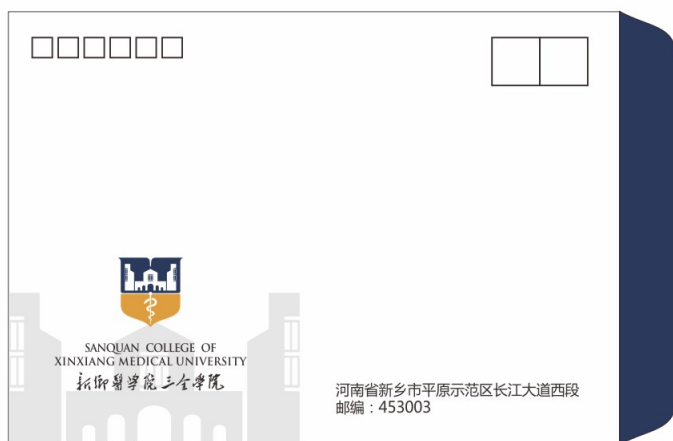 SANQUAN COLLEGE OF
XINXIANG MEDICAL UNIVERSITY
新乡醫学院三全学院
河南省新乡市平原示范区长江大道西段
邮编：453003